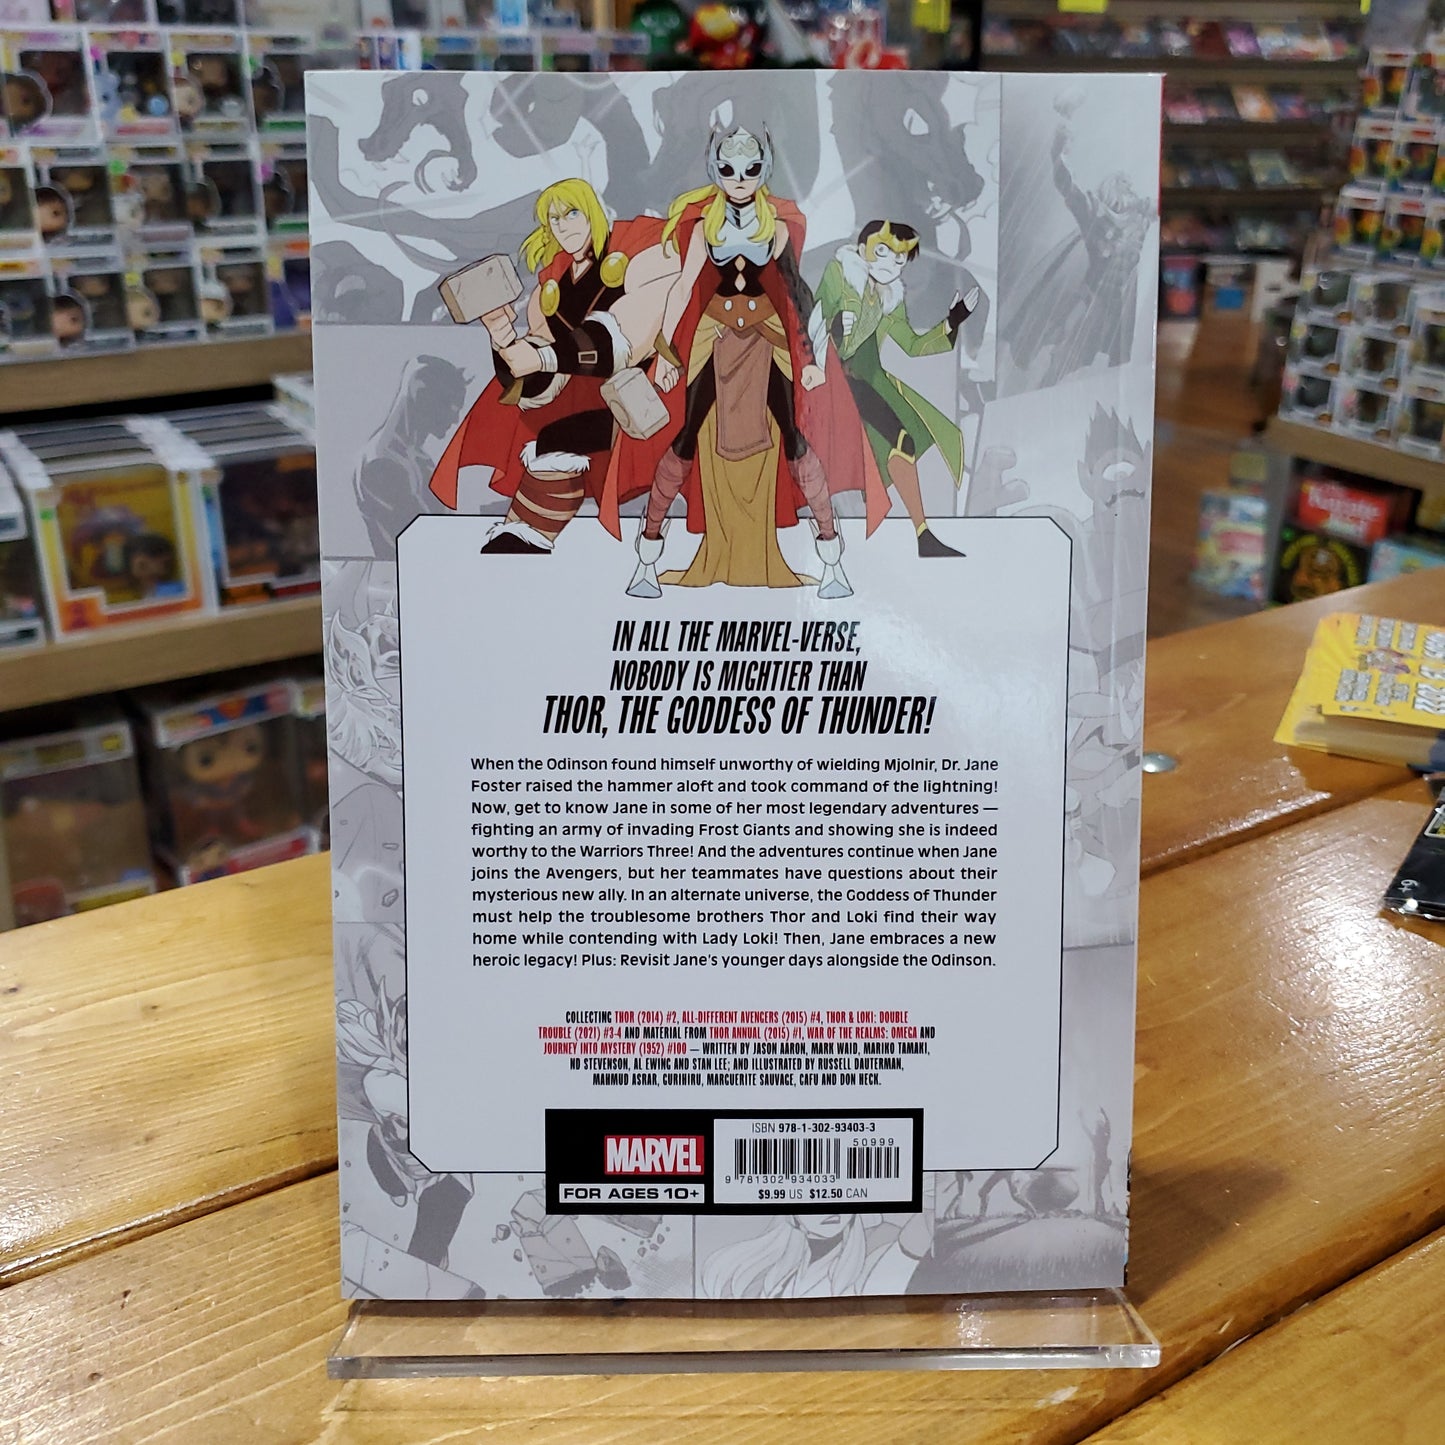 IN ALL THE MARVEL-VERSE,
NOBODY IS MIGHTIER THAN
THOR, THE GODDESS OF THUNDER!
When the Odinson found himself unworthy of wielding Mjolnir, Dr. Jane
Foster raised the hammer aloft and took command of the lightning!
Now, get to know Jane in some of her most legendary adventures —
fighting an army of invading Frost Giants and showing she is indeed
worthy to the Warriors Three! And the adventures continue when Jane
joins the Avengers, but her teammates have questions about their
mysterious new ally. In an alternate universe, the Goddess of Thunder
must help the troublesome brothers Thor and Loki find their way
home while contending with Lady Loki! Then, Jane embraces a new
heroic legacy! Plus: Revisit Jane's younger days alongside the Odinson.
COLLECTING THOR (2014) #2, ALL-DIFFERENT AVENGERS (2015) #4, THOR & LOKI: DOUBLE
TROUBLE (2021) #3-4 AND MATERIAL FROM THOR ANNUAL (2015) #1, WAR OF THE REALMS: OMEGA AND
JOURNEY INTO MYSTERY (1952) #100 — WRITTEN BY JASON AARON, MARK WAID, MARIKO TAMAKI,
ND STEVENSON, AL EWING AND STAN LEE; AND ILLUSTRATED BY RUSSELL DAUTERMAN,
MAHMUD ASRAR, GURIHIRU, MARGUERITE SAUVAGE, CAFU AND DON HECK.
MARVEL
FOR AGES 10+
ISBN 978-1-302-93403-3
50999
9 781302 934033
$9.99 US $12.50 CAN